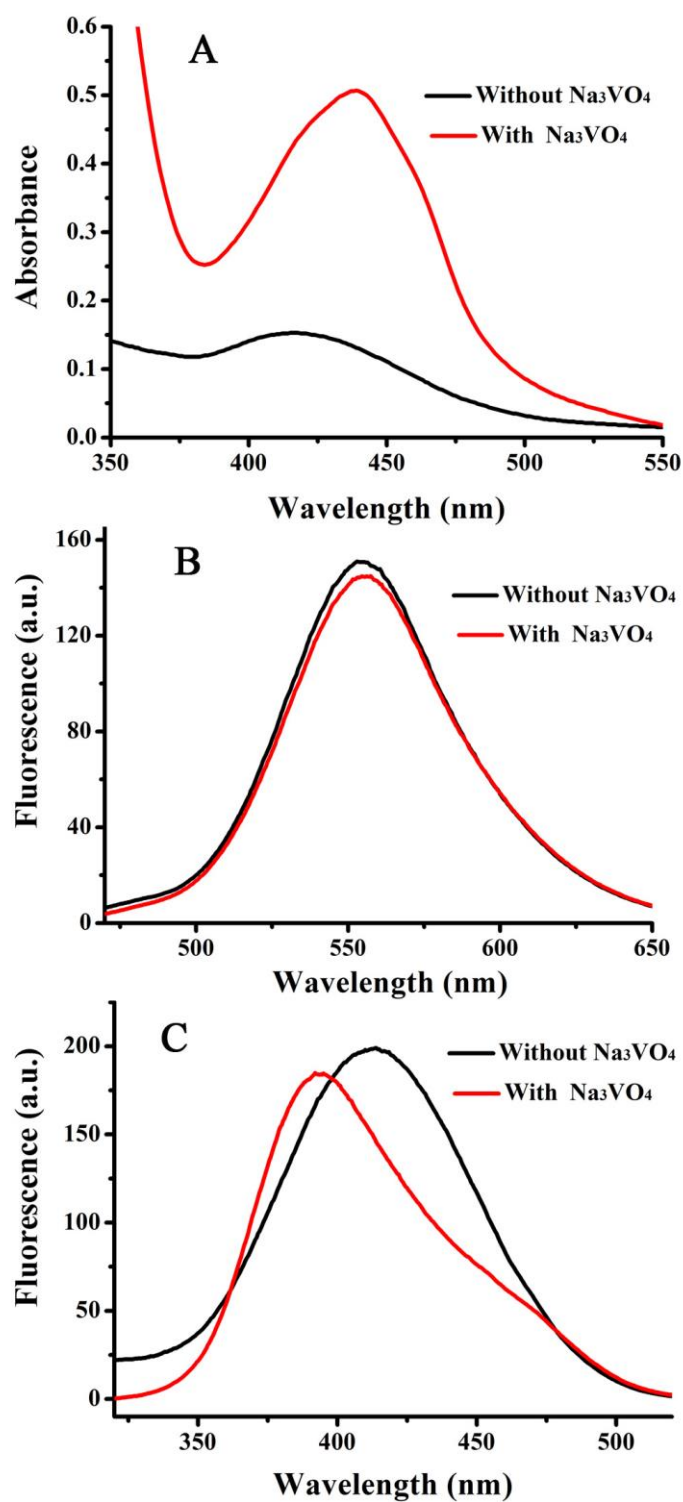 A
0.6
0.5
0.4
0.3
0.2
0.1
0.0
Without Na₃VO₄
With Na₃VO₄
Absorbance
350 400 450 500 550
Wavelength (nm)
B
160
120
80
40
0
Without Na₃VO₄
With Na₃VO₄
Fluorescence (a.u.)
500 550 600 650
Wavelength (nm)
C
200
150
100
50
0
Without Na₃VO₄
With Na₃VO₄
Fluorescence (a.u.)
350 400 450 500
Wavelength (nm)